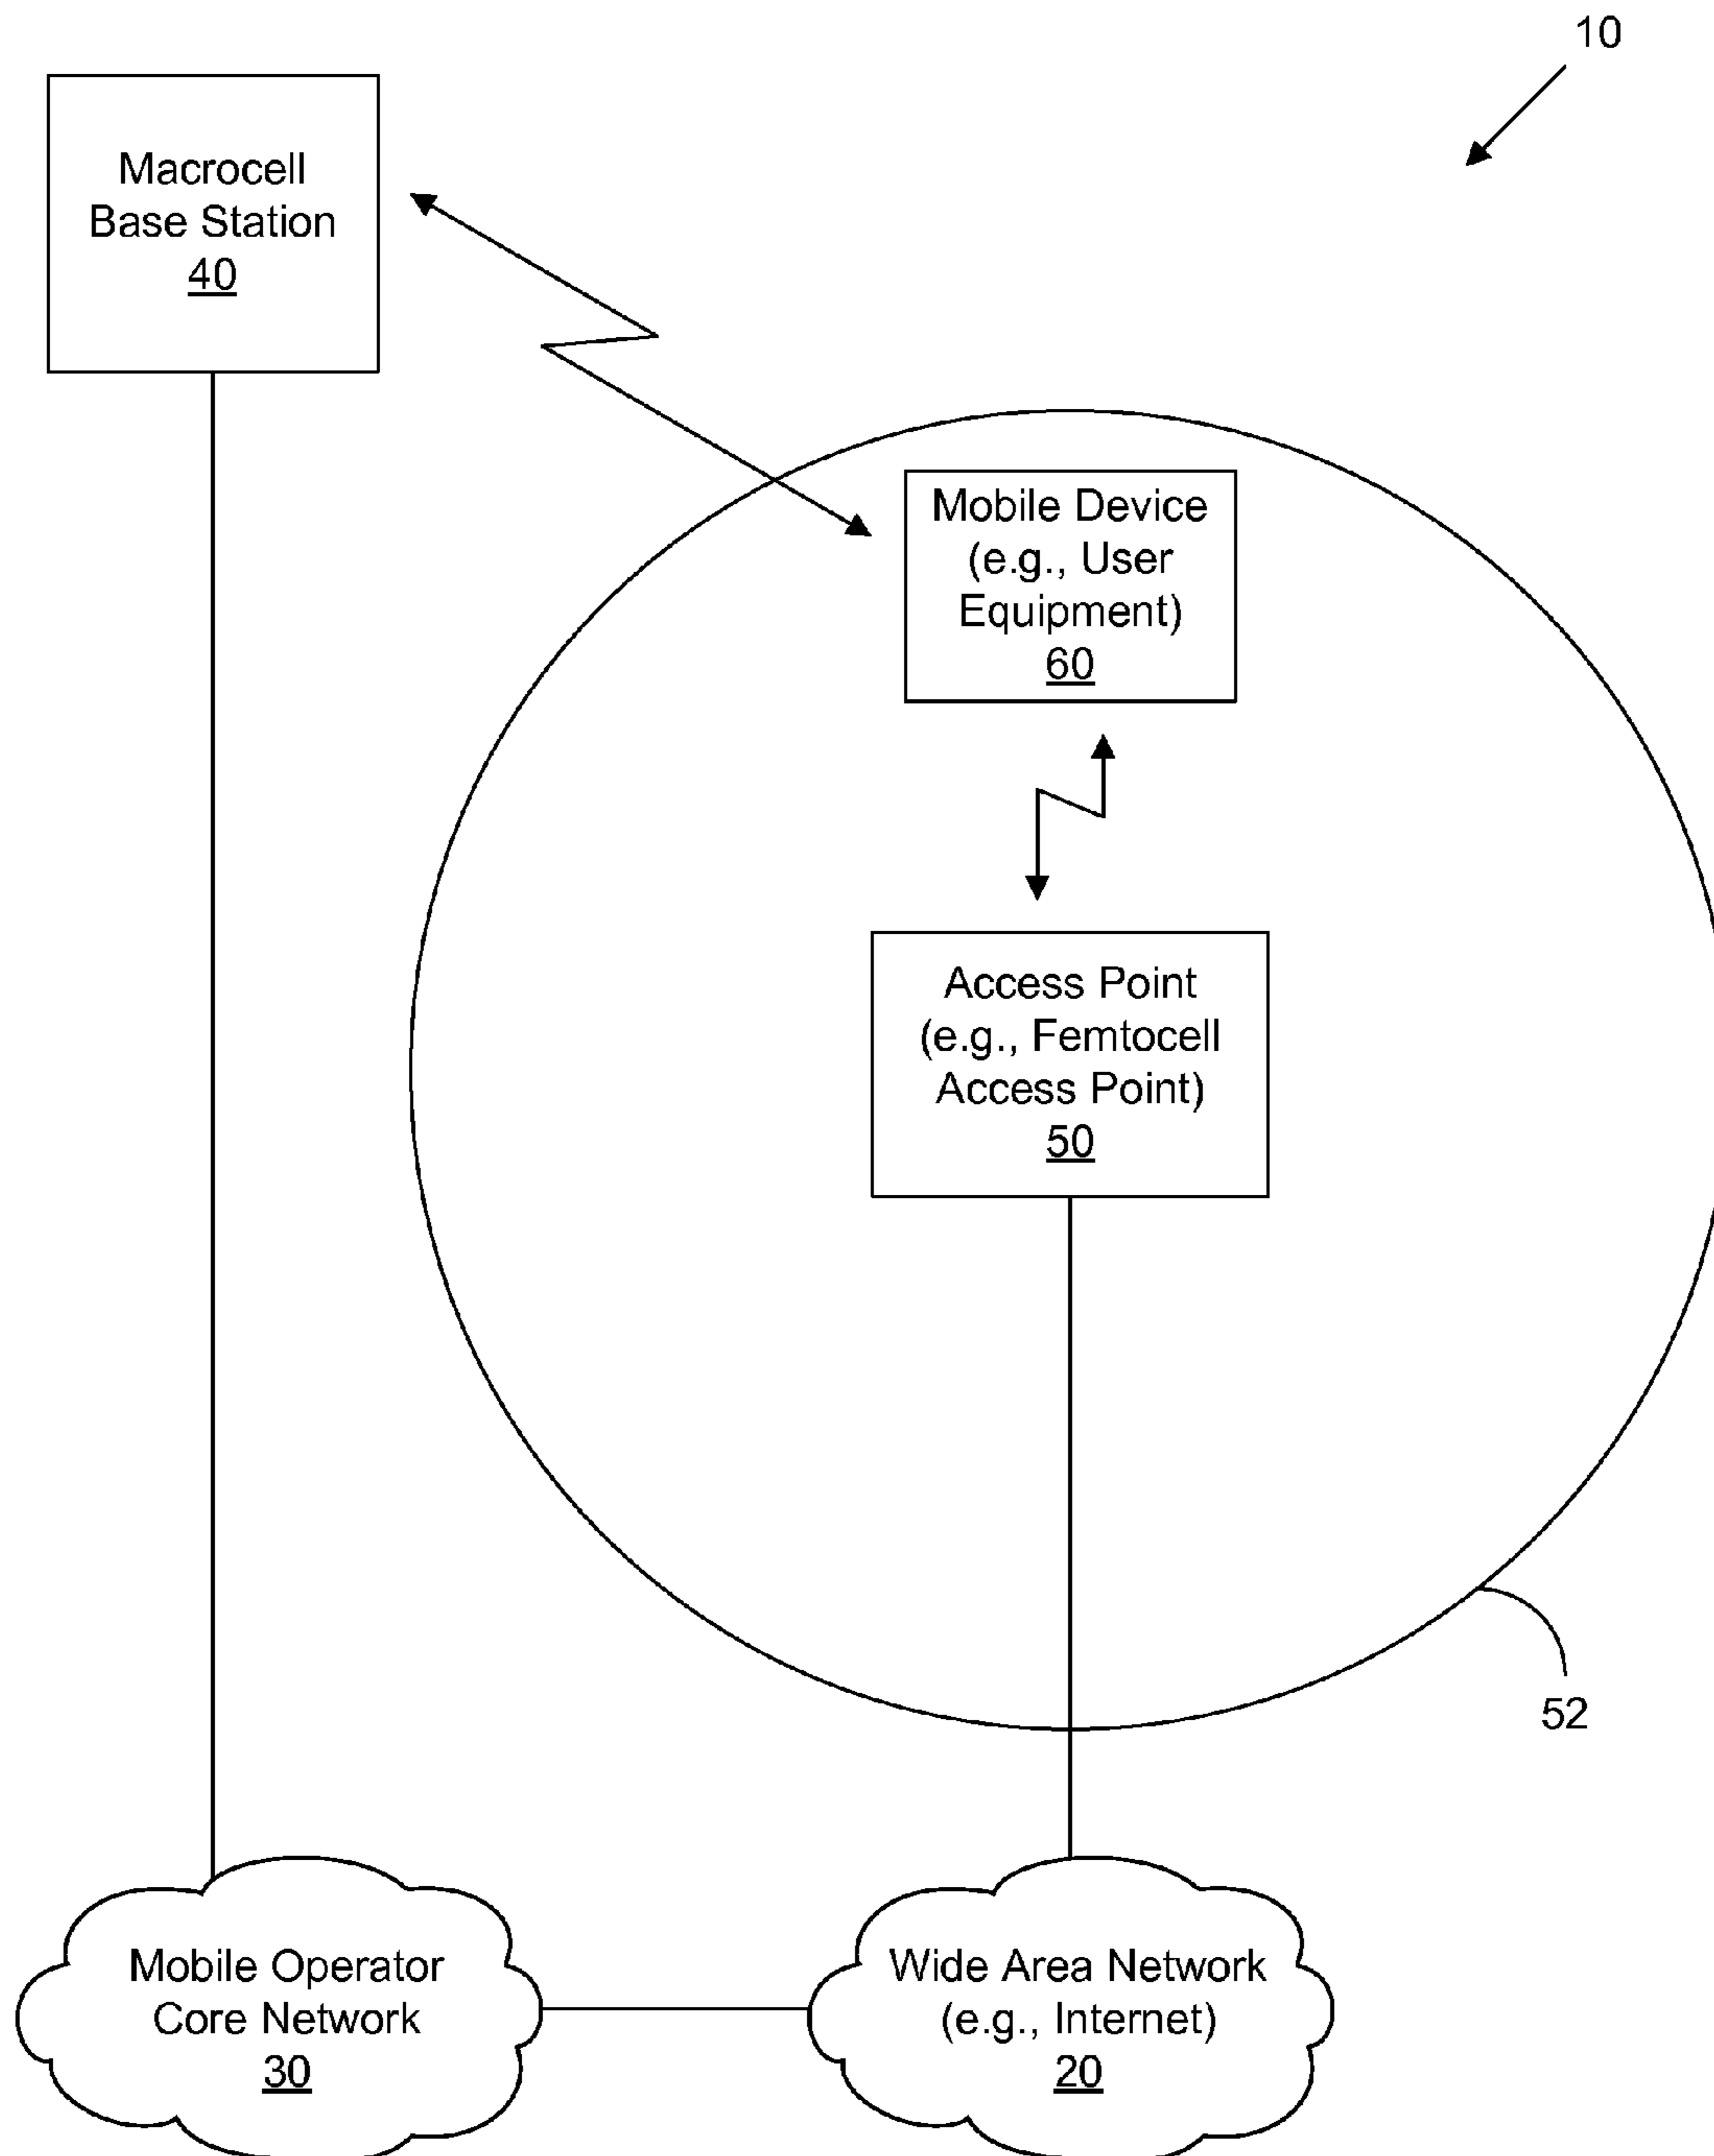 10
Macrocell
Base Station
40
Mobile Device
(e.g., User
Equipment)
60
Access Point
(e.g., Femtocell
Access Point)
50
52
Mobile Operator
Core Network
30
Wide Area Network
(e.g., Internet)
20